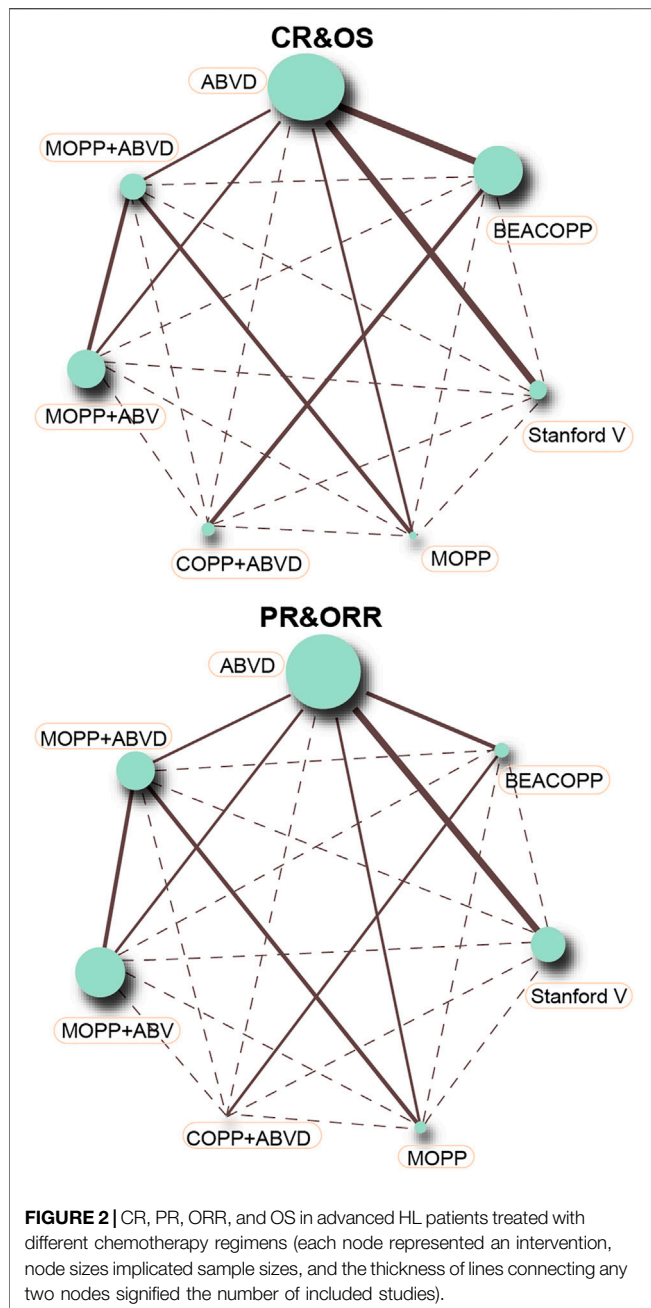 CR&OS
ABVD
MOPP+ABVD
BEACOPP
MOPP+ABV
Stanford V
COPP+ABVD
MOPP
PR&ORR
ABVD
MOPP+ABVD
BEACOPP
MOPP+ABV
Stanford V
COPP+ABVD
MOPP
FIGURE 2 | CR, PR, ORR, and OS in advanced HL patients treated with
different chemotherapy regimens (each node represented an intervention,
node sizes implicated sample sizes, and the thickness of lines connecting any
two nodes signified the number of included studies).